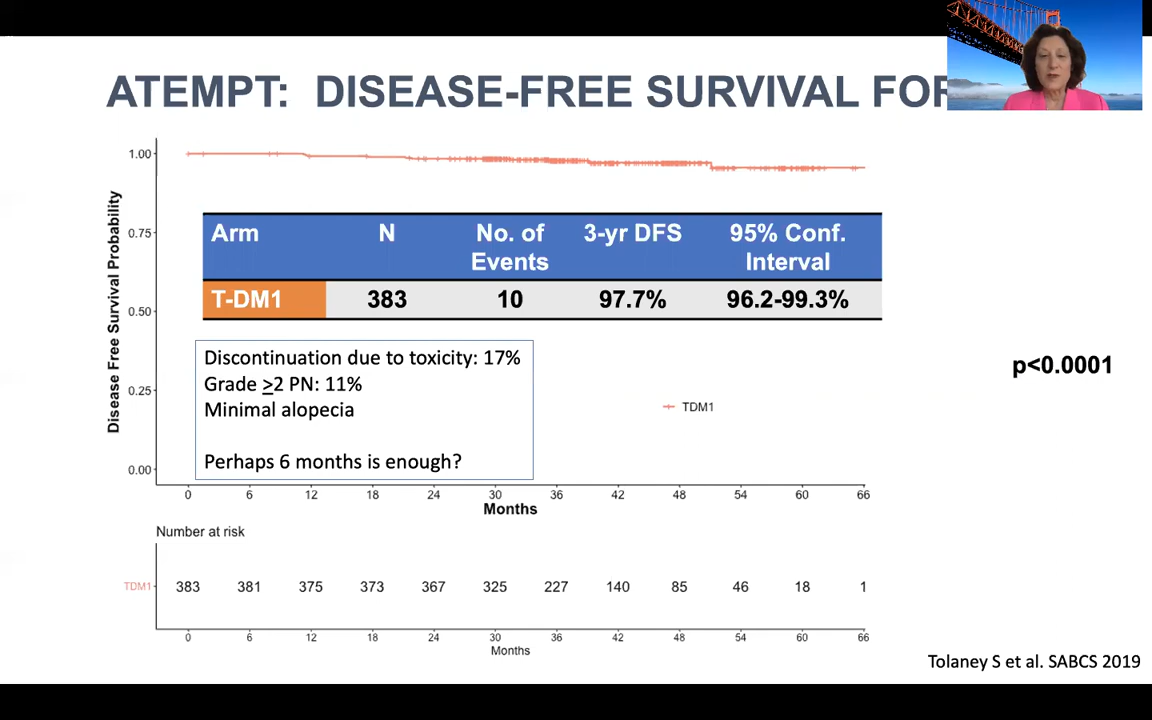 ATEMPT: DISEASE-FREE SURVIVAL FOR
Disease Free Survival Probability
1.00
0.75
0.50
0.25
0.00
Arm N No. of Events 3-yr DFS 95% Conf. Interval
T-DM1 383 10 97.7% 96.2-99.3%
Discontinuation due to toxicity: 17%
Grade >2 PN: 11%
Minimal alopecia
Perhaps 6 months is enough?
TDM1
p<0.0001
0 6 12 18 24 30 36 42 48 54 60 66
Months
Number at risk
TDM1 383 381 375 373 367 325 227 140 85 46 18 1
0 6 12 18 24 30 36 42 48 54 60 66
Months
Tolaney S et al. SABCS 2019